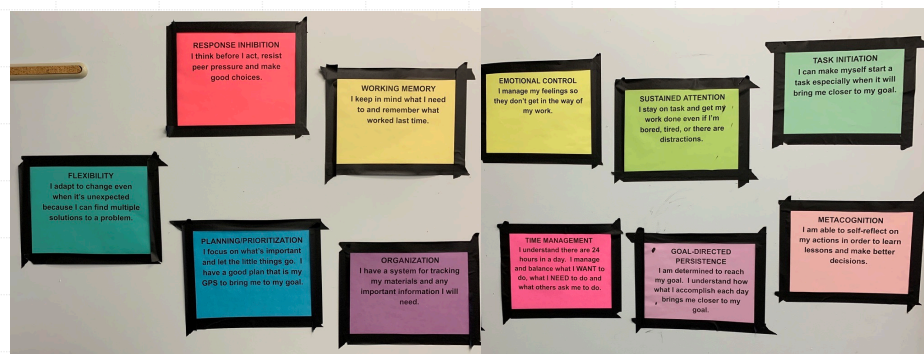 RESPONSE INHIBITION
I think before I act, resist
peer pressure and make
good choices.
WORKING MEMORY
I keep in mind what I need
to and remember what
worked last time.
FLEXIBILITY
I adapt to change even
when it's unexpected
because I can find multiple
solutions to a problem.
PLANNING/PRIORITIZATION
I focus on what's important
and let the little things go. I
have a good plan that is my
GPS to bring me to my goal.
ORGANIZATION
I have a system for tracking
my materials and any
important information I will
need.
EMOTIONAL CONTROL
I manage my feelings so
they don't get in the way of
my work.
SUSTAINED ATTENTION
I stay on task and get my
work done even if I'm
bored, tired, or there are
distractions.
TASK INITIATION
I can make myself start a
task especially when it will
bring me closer to my goal.
TIME MANAGEMENT
I understand there are 24
hours in a day. I manage
and balance what I WANT to
do, what I NEED to do and
what others ask me to do.
GOAL-DIRECTED
PERSISTENCE
I am determined to reach
my goal. I understand how
what I accomplish each day
brings me closer to my
goal.
METACOGNITION
I am able to self-reflect on
my actions in order to learn
lessons and make better
decisions.